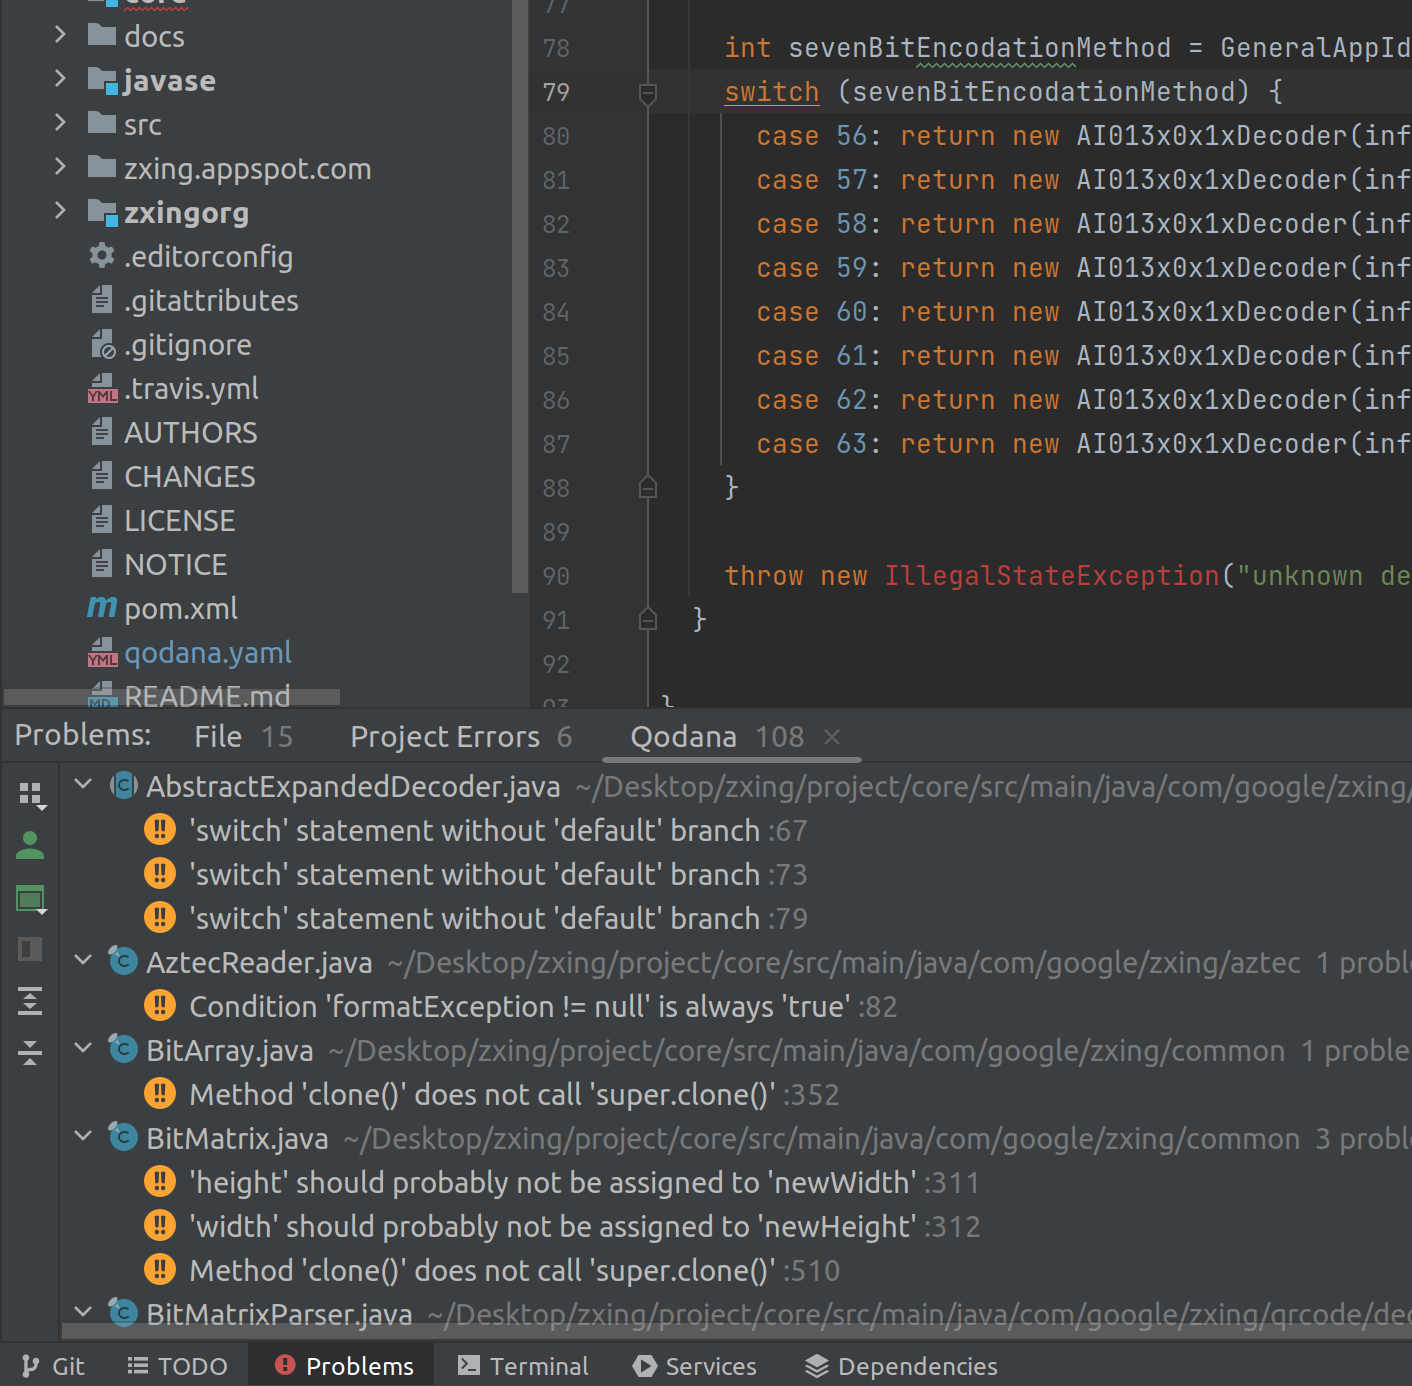 core
docs
javase
src
zxing.appspot.com
zxingorg
.editorconfig
.gitattributes
.gitignore
.travis.yml
AUTHORS
CHANGES
LICENSE
NOTICE
pom.xml
qodana.yaml
README.md
77
78 int sevenBitEncodationMethod = GeneralAppId
79 switch (sevenBitEncodationMethod) {
80 case 56: return new AI013x0x1xDecoder(inf
81 case 57: return new AI013x0x1xDecoder(inf
82 case 58: return new AI013x0x1xDecoder(inf
83 case 59: return new AI013x0x1xDecoder(inf
84 case 60: return new AI013x0x1xDecoder(inf
85 case 61: return new AI013x0x1xDecoder(inf
86 case 62: return new AI013x0x1xDecoder(inf
87 case 63: return new AI013x0x1xDecoder(inf
88 }
89
90 throw new IllegalStateException("unknown de
91 }
92
93 }
Problems: File 15 Project Errors 6 Qodana 108 ×
AbstractExpandedDecoder.java ~/Desktop/zxing/project/core/src/main/java/com/google/zxing/
'switch' statement without 'default' branch :67
'switch' statement without 'default' branch :73
'switch' statement without 'default' branch :79
AztecReader.java ~/Desktop/zxing/project/core/src/main/java/com/google/zxing/aztec 1 proble
Condition 'formatException != null' is always 'true' :82
BitArray.java ~/Desktop/zxing/project/core/src/main/java/com/google/zxing/common 1 proble
Method 'clone()' does not call 'super.clone()' :352
BitMatrix.java ~/Desktop/zxing/project/core/src/main/java/com/google/zxing/common 3 probl
'height' should probably not be assigned to 'newWidth' :311
'width' should probably not be assigned to 'newHeight' :312
Method 'clone()' does not call 'super.clone()' :510
BitMatrixParser.java ~/Desktop/zxing/project/core/src/main/java/com/google/zxing/qrcode/dec
Git TODO Problems Terminal Services Dependencies